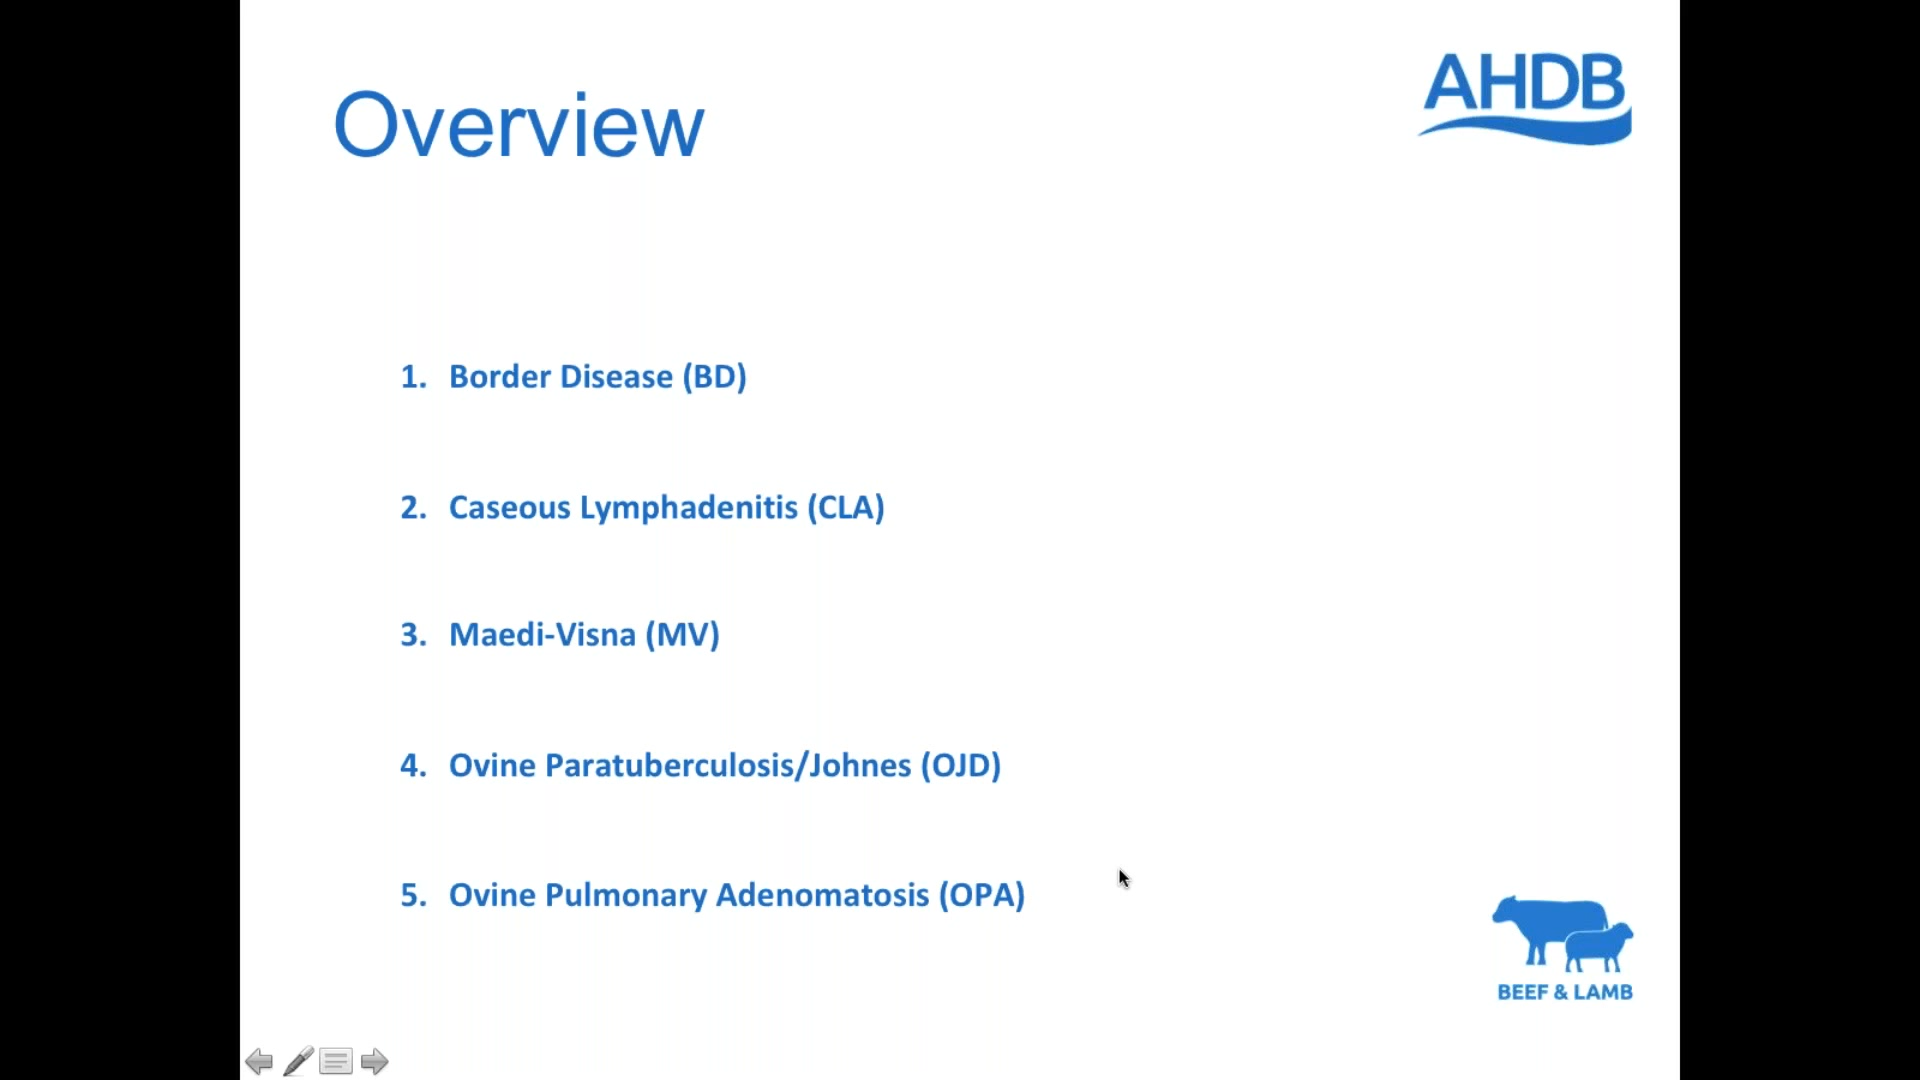 AHDB
Overview
1. Border Disease (BD)
2. Caseous Lymphadenitis (CLA)
3. Maedi-Visna (MV)
4. Ovine Paratuberculosis/Johnes (OJD)
5. Ovine Pulmonary Adenomatosis (OPA)
BEEF & LAMB